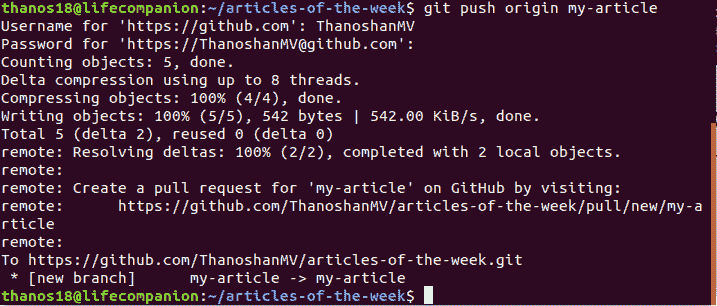 thanos18@lifecompanion:~/articles-of-the-week$ git push origin my-article
Username for 'https://github.com': ThanoshanMV
Password for 'https://ThanoshanMV@github.com':
Counting objects: 5, done.
Delta compression using up to 8 threads.
Compressing objects: 100% (4/4), done.
Writing objects: 100% (5/5), 542 bytes | 542.00 KiB/s, done.
Total 5 (delta 2), reused 0 (delta 0)
remote: Resolving deltas: 100% (2/2), completed with 2 local objects.
remote:
remote: Create a pull request for 'my-article' on GitHub by visiting:
remote:      https://github.com/ThanoshanMV/articles-of-the-week/pull/new/my-a
rticle
remote:
To https://github.com/ThanoshanMV/articles-of-the-week.git
 * [new branch]      my-article -> my-article
thanos18@lifecompanion:~/articles-of-the-week$